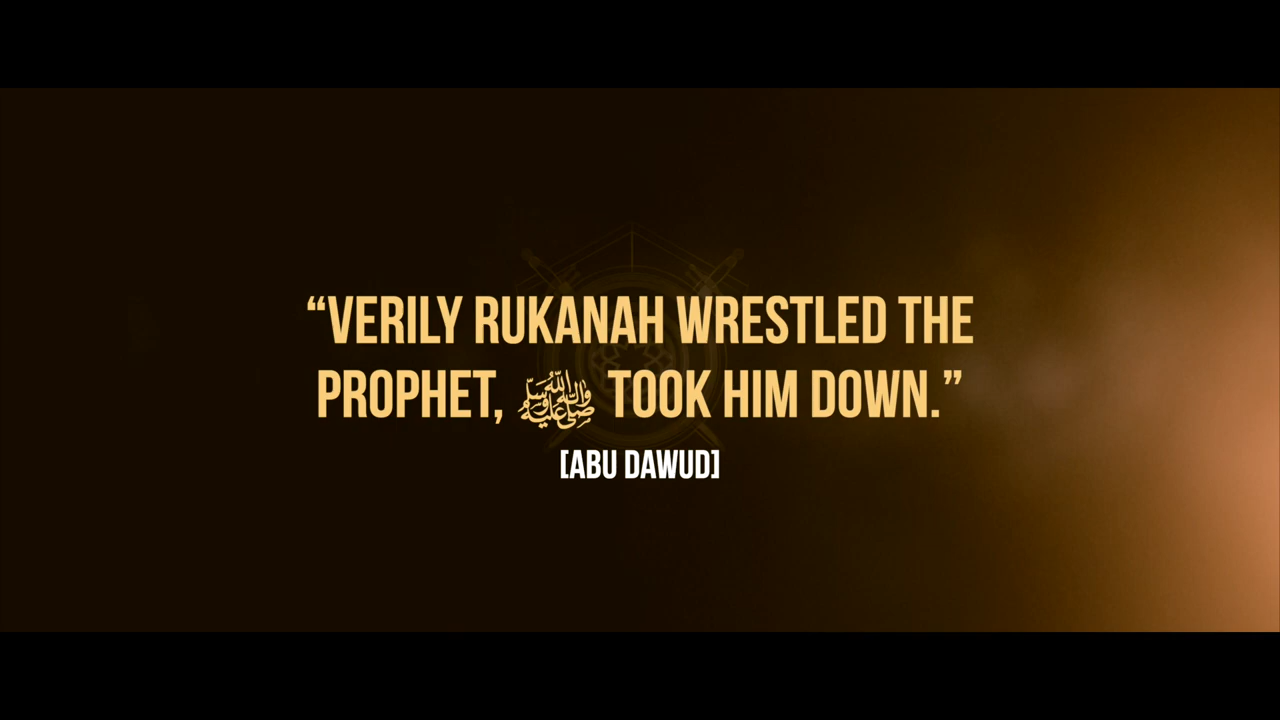 “VERILY RUKANAH WRESTLED THE
PROPHET, ﷺ TOOK HIM DOWN.”
[ABU DAWUD]